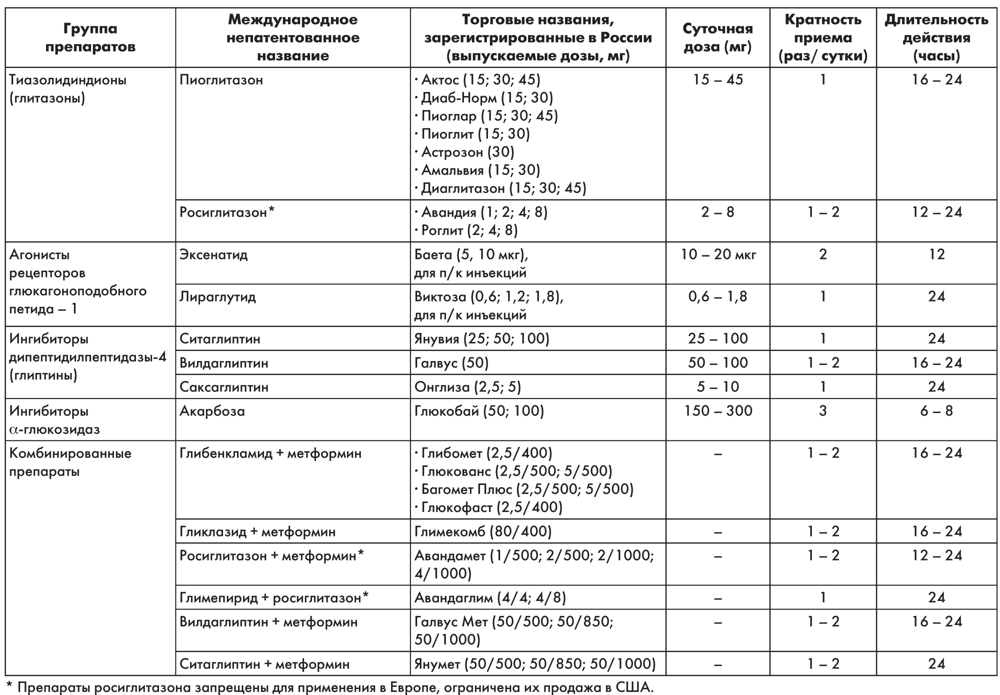 Группа
препаратов
Международное
непатентованное
название
Торговые названия,
зарегистрированные в России
(выпускаемые дозы, мг)
Суточная
доза (мг)
Кратность
приема
(раз/ сутки)
Длительность
действия
(часы)
Тиазолидиндионы
(глитазоны)
Пиоглитазон
· Актос (15; 30; 45)
· Диаб-Норм (15; 30)
· Пиоглар (15; 30; 45)
· Пиоглит (15; 30)
· Астрозон (30)
· Амальвия (15; 30)
· Диаглитазон (15; 30; 45)
15 – 45
1
16 – 24
Росиглитазон*
· Авандия (1; 2; 4; 8)
· Роглит (2; 4; 8)
2 – 8
1 – 2
12 – 24
Агонисты
рецепторов
глюкагоноподобного
петида – 1
Эксенатид
Баета (5, 10 мкг),
для п/к инъекций
10 – 20 мкг
2
12
Лираглутид
Виктоза (0,6; 1,2; 1,8),
для п/к инъекций
0,6 – 1,8
1
24
Ингибиторы
дипептидилпептидазы-4
(глиптины)
Ситаглиптин
Янувия (25; 50; 100)
25 – 100
1
24
Вилдаглиптин
Галвус (50)
50 – 100
1 – 2
16 – 24
Саксаглиптин
Онглиза (2,5; 5)
5 – 10
1
24
Ингибиторы
α-глюкозидаз
Акарбоза
Глюкобай (50; 100)
150 – 300
3
6 – 8
Комбинированные
препараты
Глибенкламид + метформин
· Глибомет (2,5/400)
· Глюкованс (2,5/500; 5/500)
· Багомет Плюс (2,5/500; 5/500)
· Глюкофаст (2,5/400)
–
1 – 2
16 – 24
Гликлазид + метформин
Глимекомб (80/400)
–
1 – 2
16 – 24
Росиглитазон + метформин*
Авандамет (1/500; 2/500; 2/1000;
4/1000)
–
1 – 2
12 – 24
Глимепирид + росиглитазон*
Авандаглим (4/4; 4/8)
–
1
24
Вилдаглиптин + метформин
Галвус Мет (50/500; 50/850;
50/1000)
–
1 – 2
16 – 24
Ситаглиптин + метформин
Янумет (50/500; 50/850; 50/1000)
–
1 – 2
24
* Препараты росиглитазона запрещены для применения в Европе, ограничена их продажа в США.